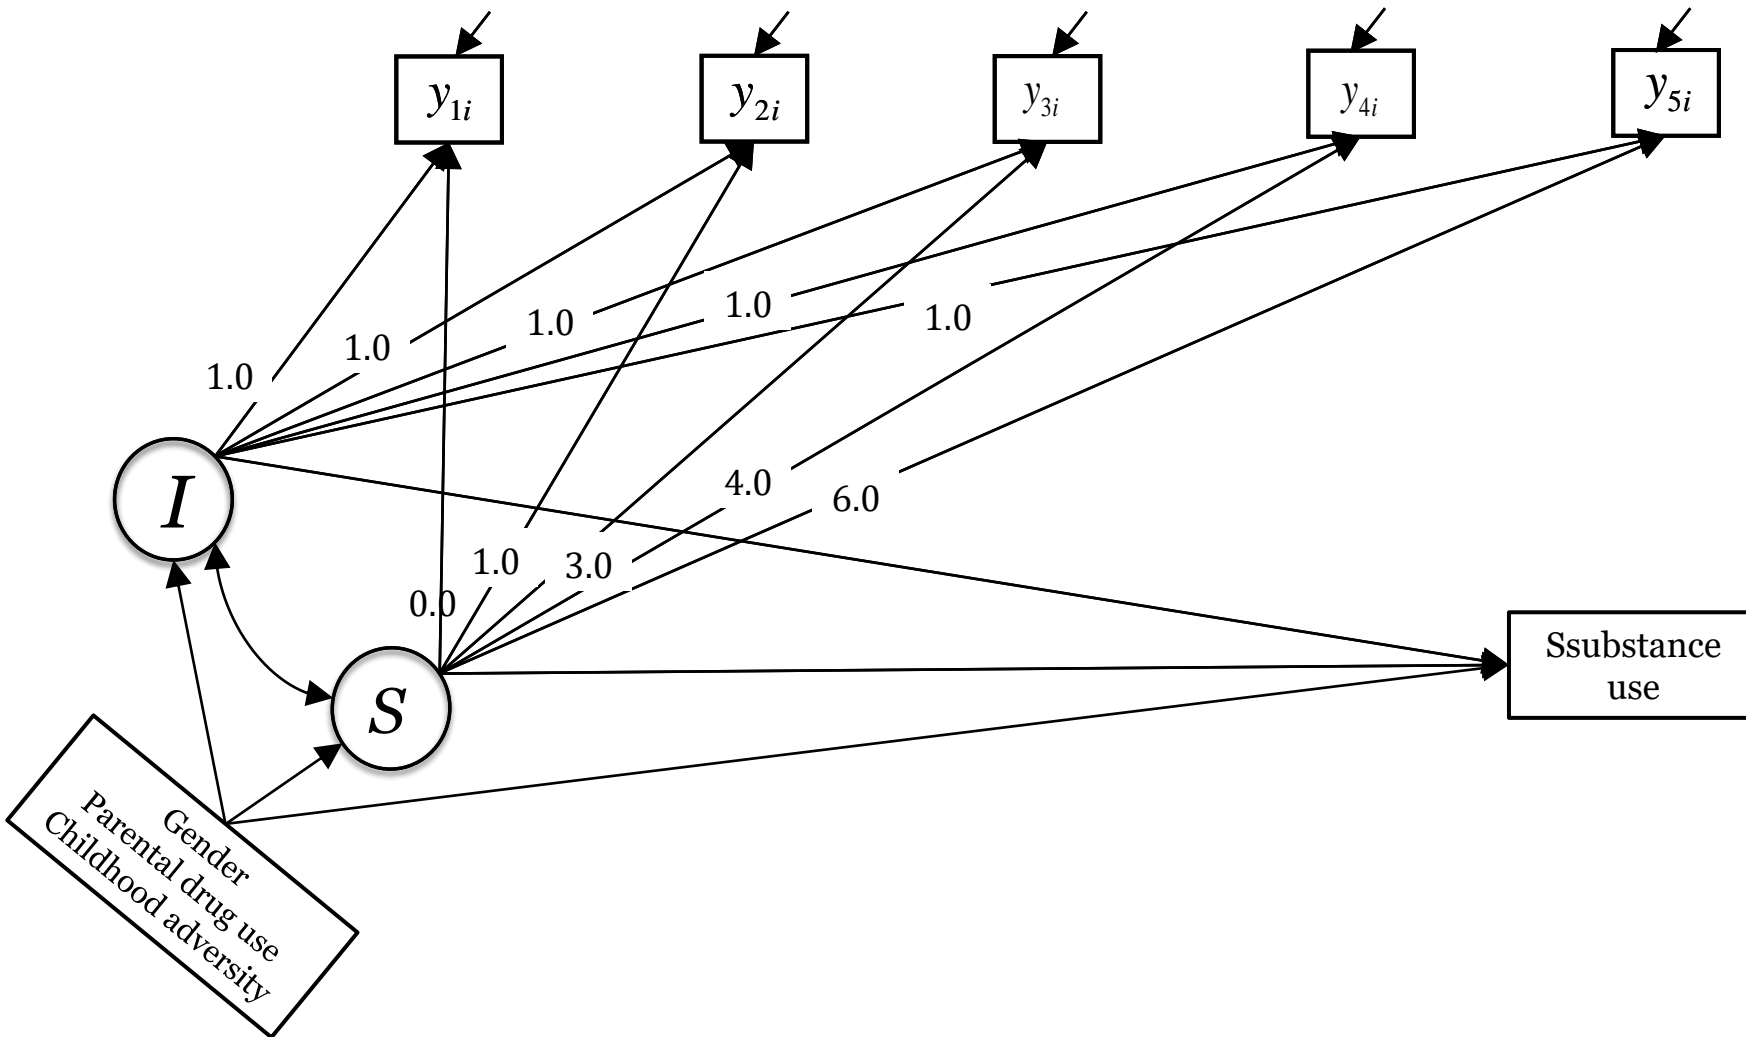 y1i
y2i
y3i
y4i
y5i
1.0
1.0
1.0
1.0
1.0
I
0.0
1.0
3.0
4.0
6.0
S
Ssubstance
use
Gender
Parental drug use
Childhood adversity